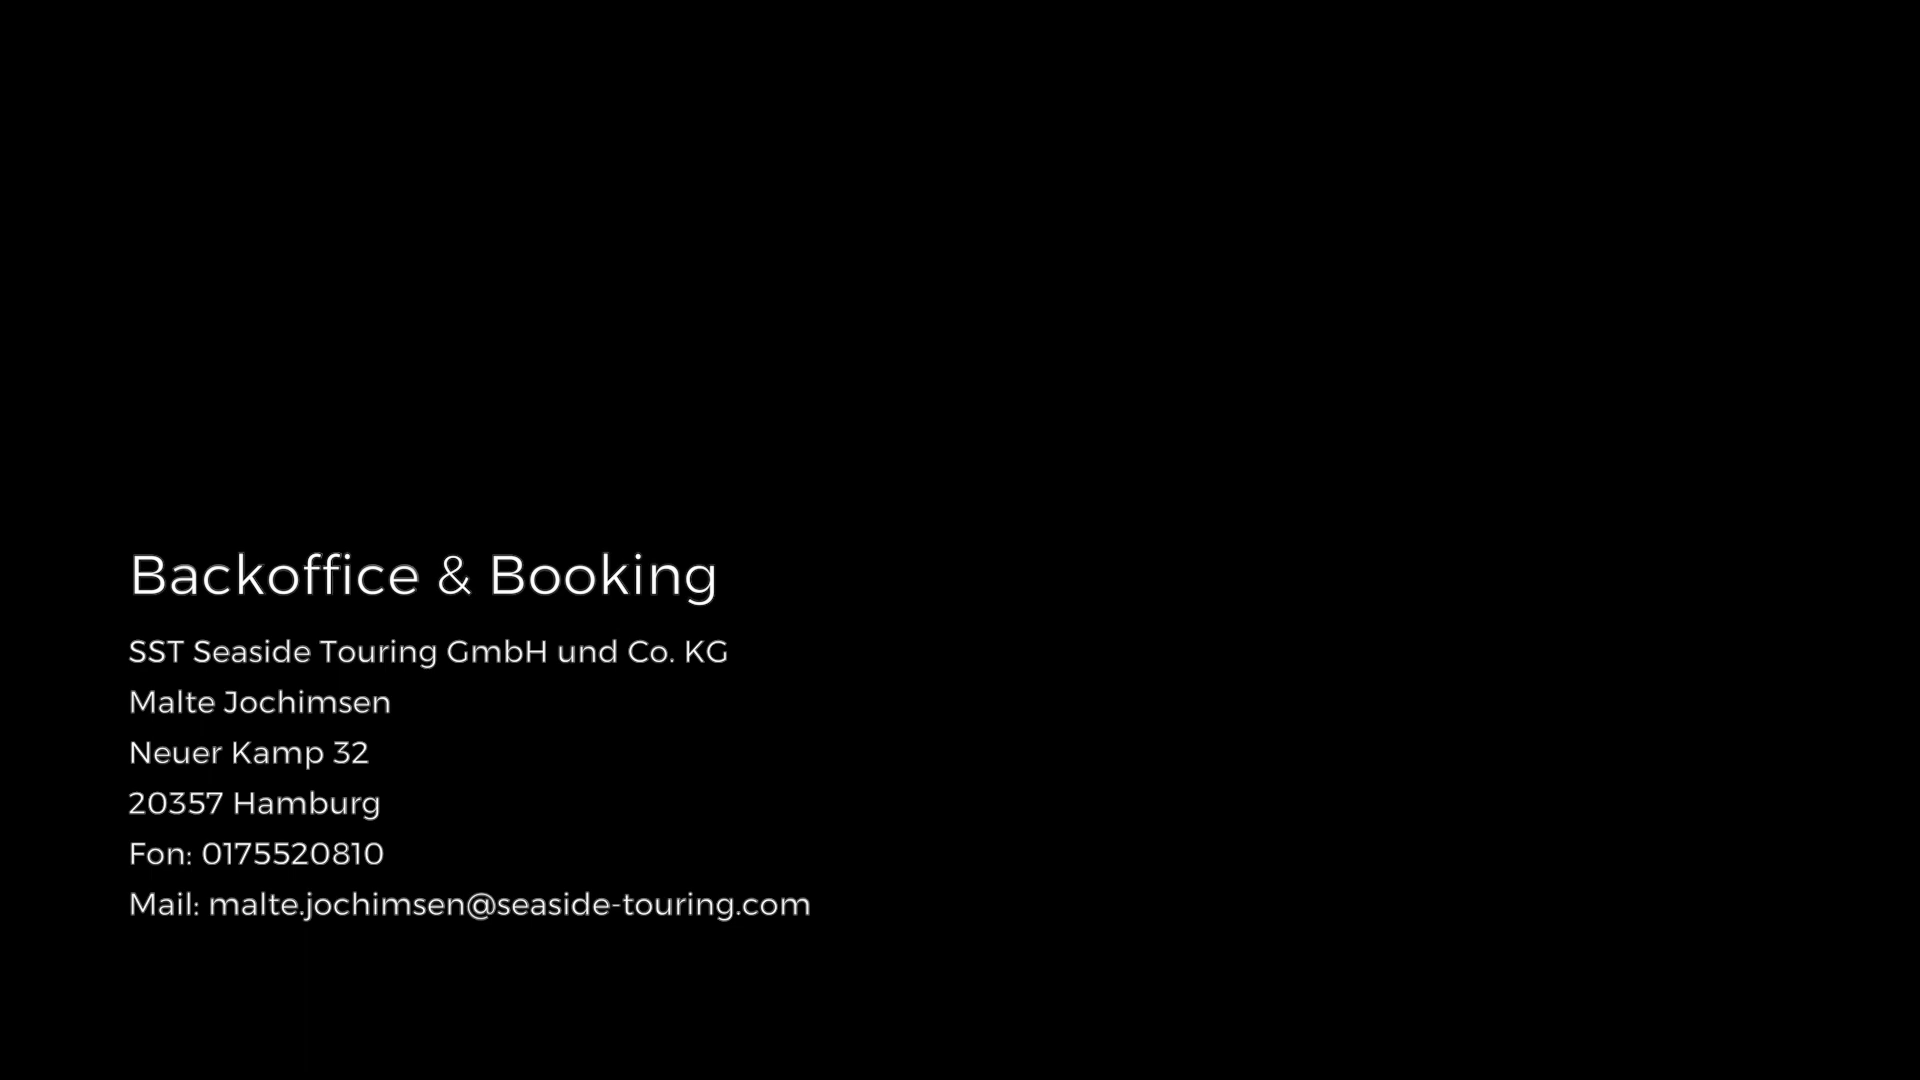 Backoffice & Booking
SST Seaside Touring GmbH und Co. KG
Malte Jochimsen
Neuer Kamp 32
20357 Hamburg
Fon: 0175520810
Mail: malte.jochimsen@seaside-touring.com